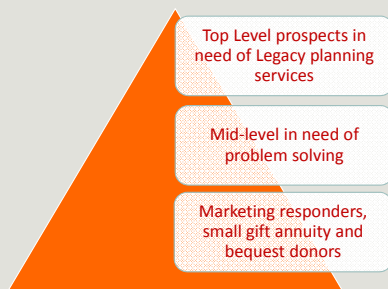 Top Level prospects in
need of Legacy planning
services
Mid-level in need of
problem solving
Marketing responders,
small gift annuity and
bequest donors